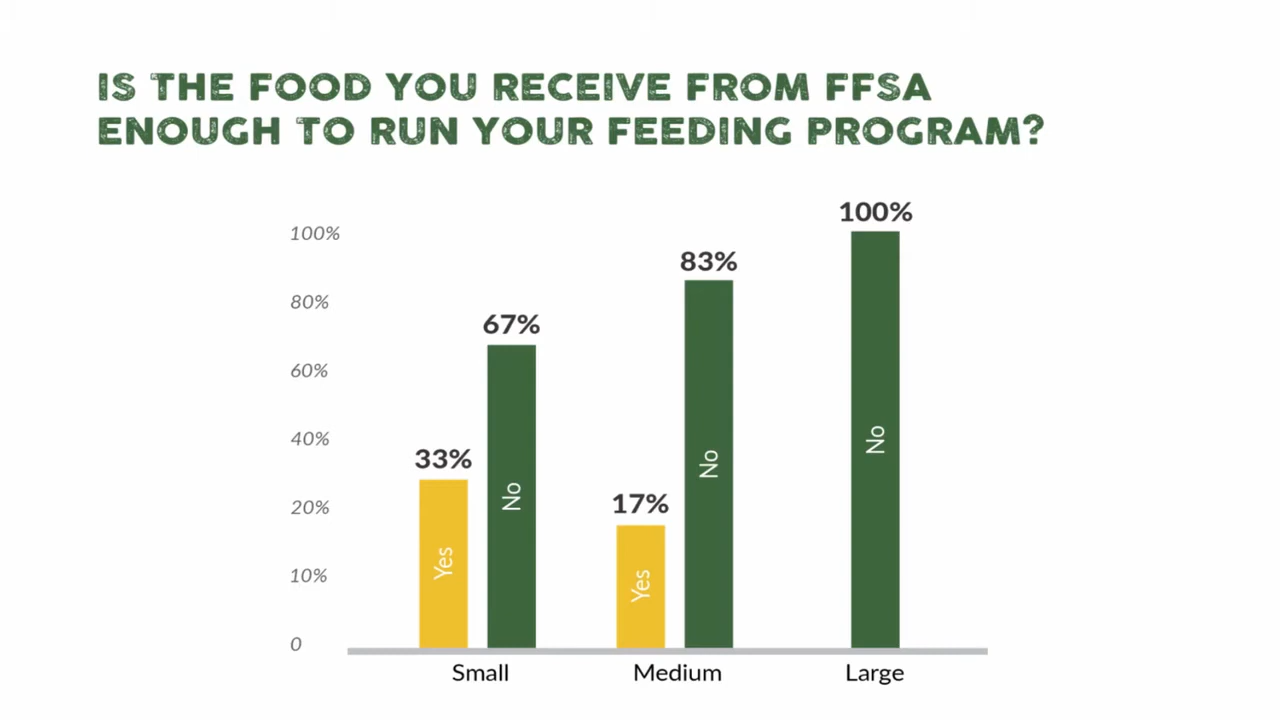 IS THE FOOD YOU RECEIVE FROM FFSA
ENOUGH TO RUN YOUR FEEDING PROGRAM?
100%
80%
60%
40%
20%
10%
0
33%
Yes
67%
No
17%
Yes
83%
No
100%
No
Small
Medium
Large